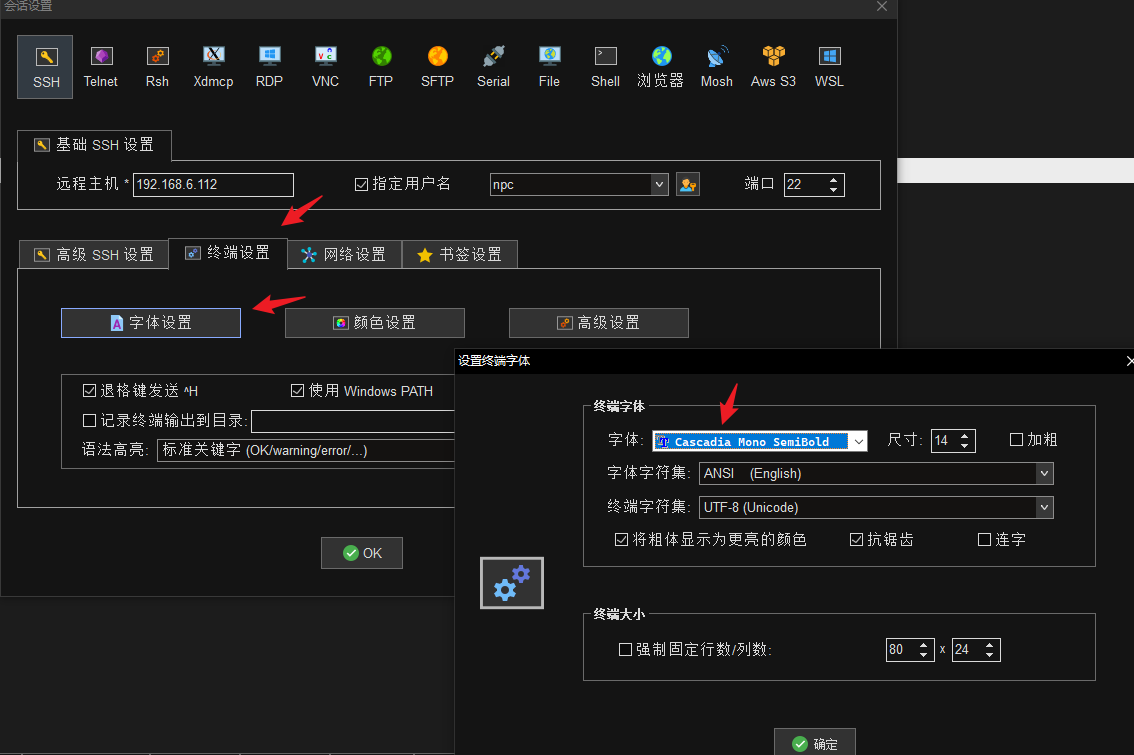 会话设置
SSH Telnet Rsh Xdmcp RDP VNC FTP SFTP Serial File Shell 浏览器 Mosh Aws S3 WSL
基础 SSH 设置
远程主机 * 192.168.6.112 指定用户名 npc 端口 22
高级 SSH 设置 终端设置 网络设置 书签设置
字体设置 颜色设置 高级设置
退格键发送 ^H 使用 Windows PATH
记录终端输出到目录:
语法高亮: 标准关键字 (OK/warning/error/...)
OK
设置终端字体
终端字体
字体: Cascadia Mono SemiBold 尺寸: 14 加粗
字体字符集: ANSI (English)
终端字符集: UTF-8 (Unicode)
将粗体显示为更亮的颜色 抗锯齿 连字
终端大小
强制固定行数/列数: 80 x 24
确定